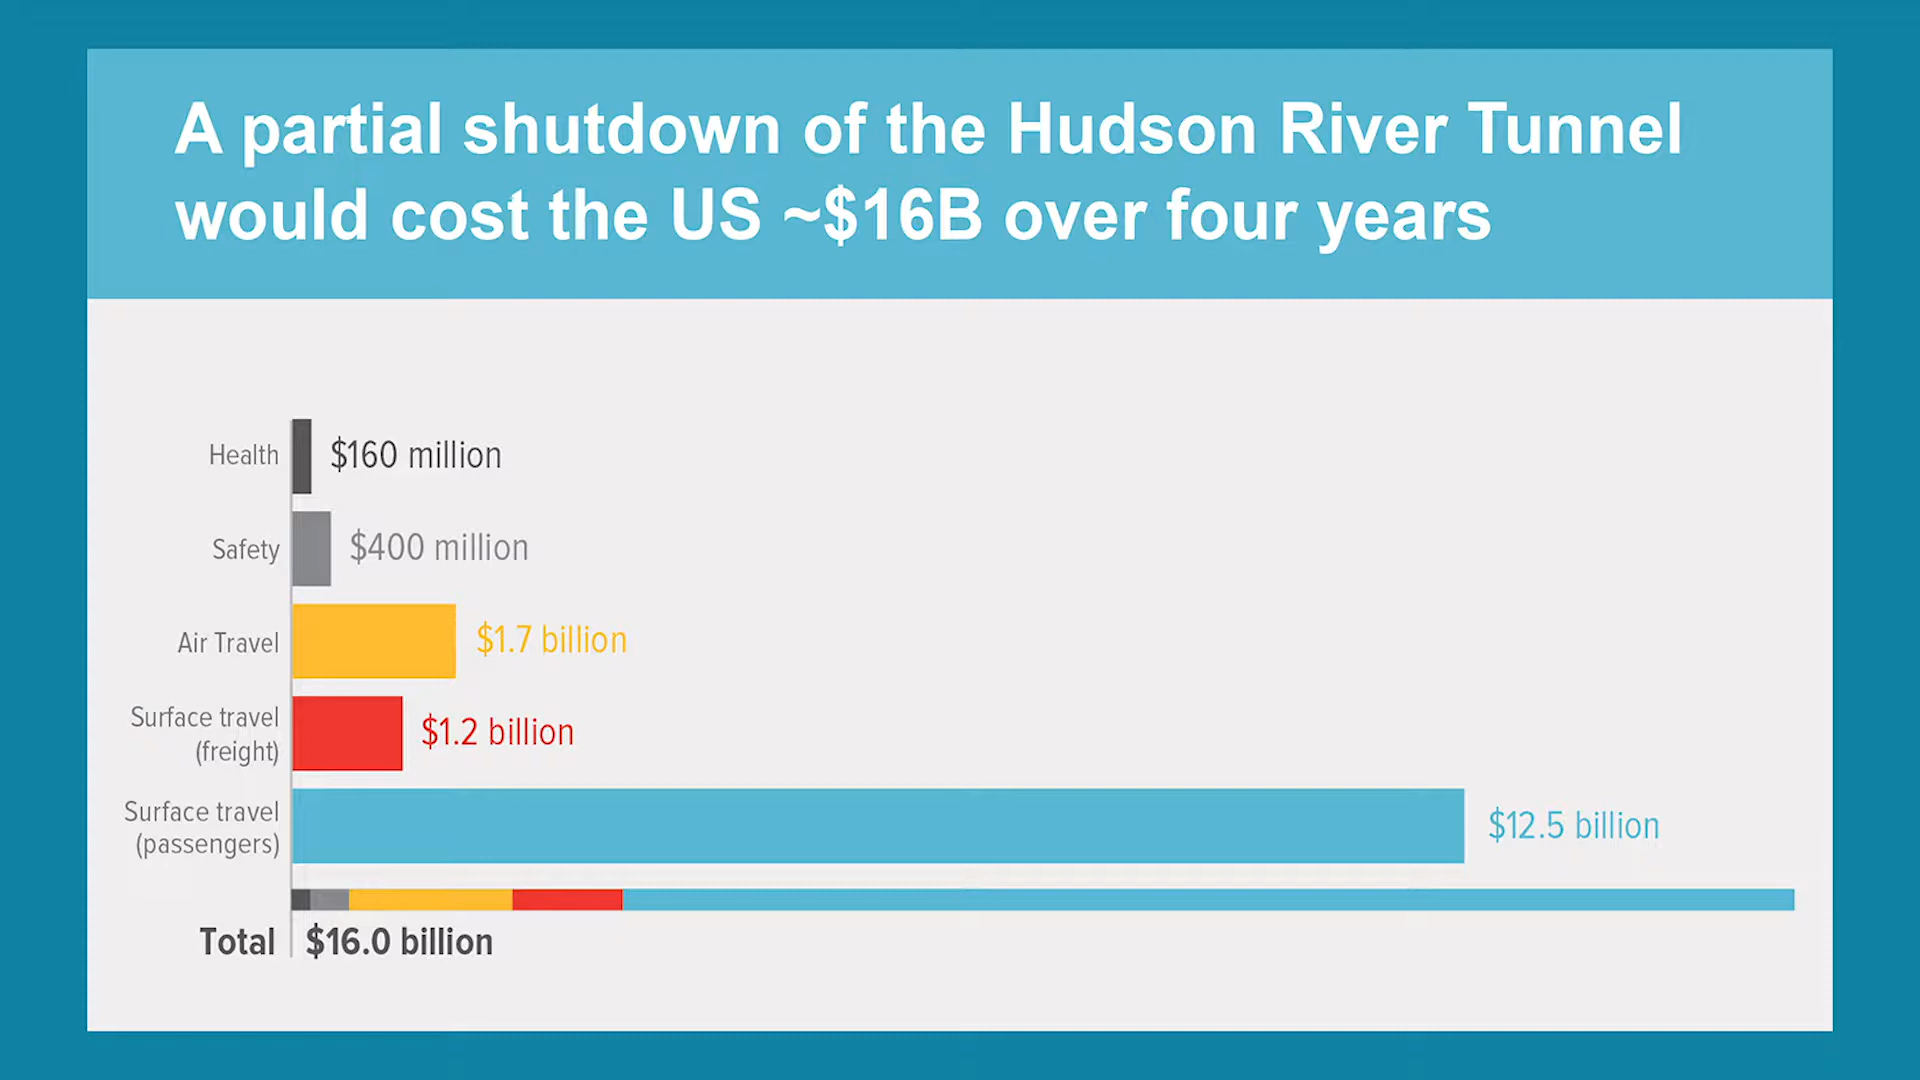 A partial shutdown of the Hudson River Tunnel
would cost the US ~$16B over four years
Health $160 million
Safety $400 million
Air Travel $1.7 billion
Surface travel
(freight) $1.2 billion
Surface travel
(passengers) $12.5 billion
Total $16.0 billion